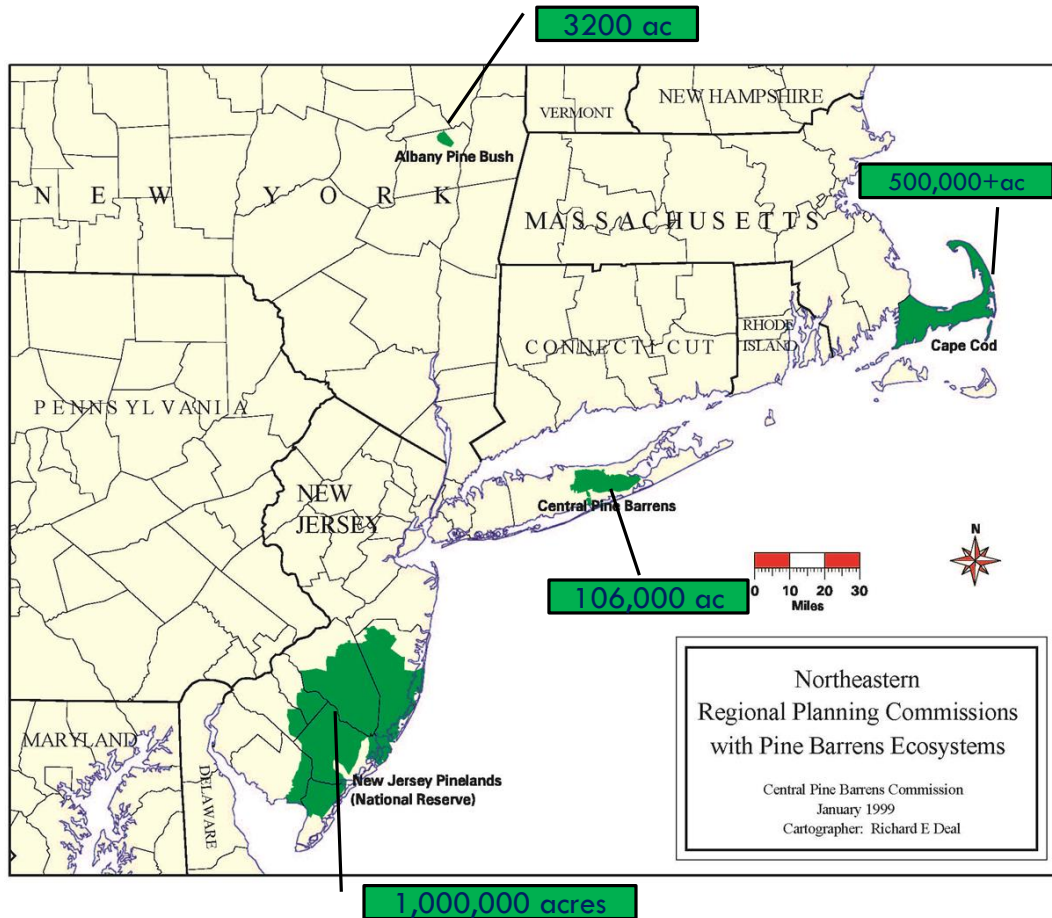 3200 ac
VERMONT
NEW HAMPSHIRE
Albany Pine Bush
500,000+ac
NEW YORK
MASSACHUSETTS
RHODE
ISLAND
CONNECTICUT
Cape Cod
PENNSYLVANIA
NEW
JERSEY
Central Pine Barrens
N
106,000 ac
0 10 20 30
Miles
Northeastern
Regional Planning Commissions
with Pine Barrens Ecosystems
Central Pine Barrens Commission
January 1999
Cartographer: Richard E Deal
MARYLAND
DELAWARE
New Jersey Pinelands
(National Reserve)
1,000,000 acres